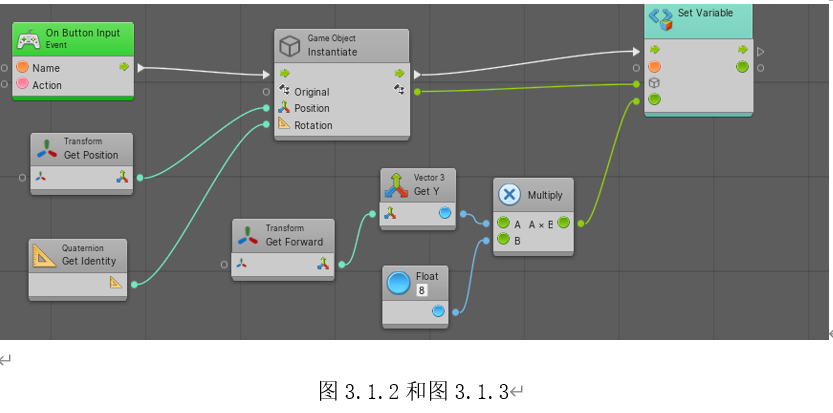 On Button Input
Event
Name
Action
Game Object
Instantiate
Original
Position
Rotation
Set Variable
Transform
Get Position
Quaternion
Get Identity
Transform
Get Forward
Vector 3
Get Y
Float
8
Multiply
A A × B
B
图 3.1.2 和图 3.1.3